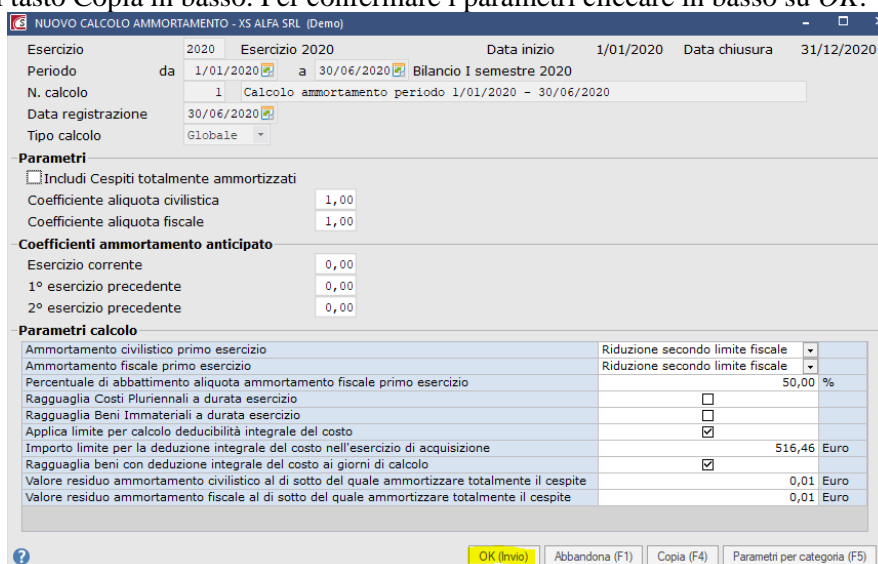 n tasto Copia in basso. Per confermare i parametri cliccare in basso su OK.
NUOVO CALCOLO AMMORTAMENTO - XS ALFA SRL (Demo)
Esercizio 2020 Esercizio 2020 Data inizio 1/01/2020 Data chiusura 31/12/2020
Periodo da 1/01/2020 a 30/06/2020 Bilancio I semestre 2020
N. calcolo 1 Calcolo ammortamento periodo 1/01/2020 - 30/06/2020
Data registrazione 30/06/2020
Tipo calcolo Globale
Parametri
Includi Cespiti totalmente ammortizzati
Coefficiente aliquota civilistica 1,00
Coefficiente aliquota fiscale 1,00
Coefficienti ammortamento anticipato
Esercizio corrente 0,00
1° esercizio precedente 0,00
2° esercizio precedente 0,00
Parametri calcolo
Ammortamento civilistico primo esercizio Riduzione secondo limite fiscale
Ammortamento fiscale primo esercizio Riduzione secondo limite fiscale
Percentuale di abbattimento aliquota ammortamento fiscale primo esercizio 50,00 %
Ragguaglia Costi Pluriennali a durata esercizio
Ragguaglia Beni Immateriali a durata esercizio
Applica limite per calcolo deducibilità integrale del costo
Importo limite per la deduzione integrale del costo nell'esercizio di acquisizione 516,46 Euro
Ragguaglia beni con deduzione integrale del costo ai giorni di calcolo
Valore residuo ammortamento civilistico al di sotto del quale ammortizzare totalmente il cespite 0,01 Euro
Valore residuo ammortamento fiscale al di sotto del quale ammortizzare totalmente il cespite 0,01 Euro
OK (Invio) Abbandona (F1) Copia (F4) Parametri per categoria (F5)